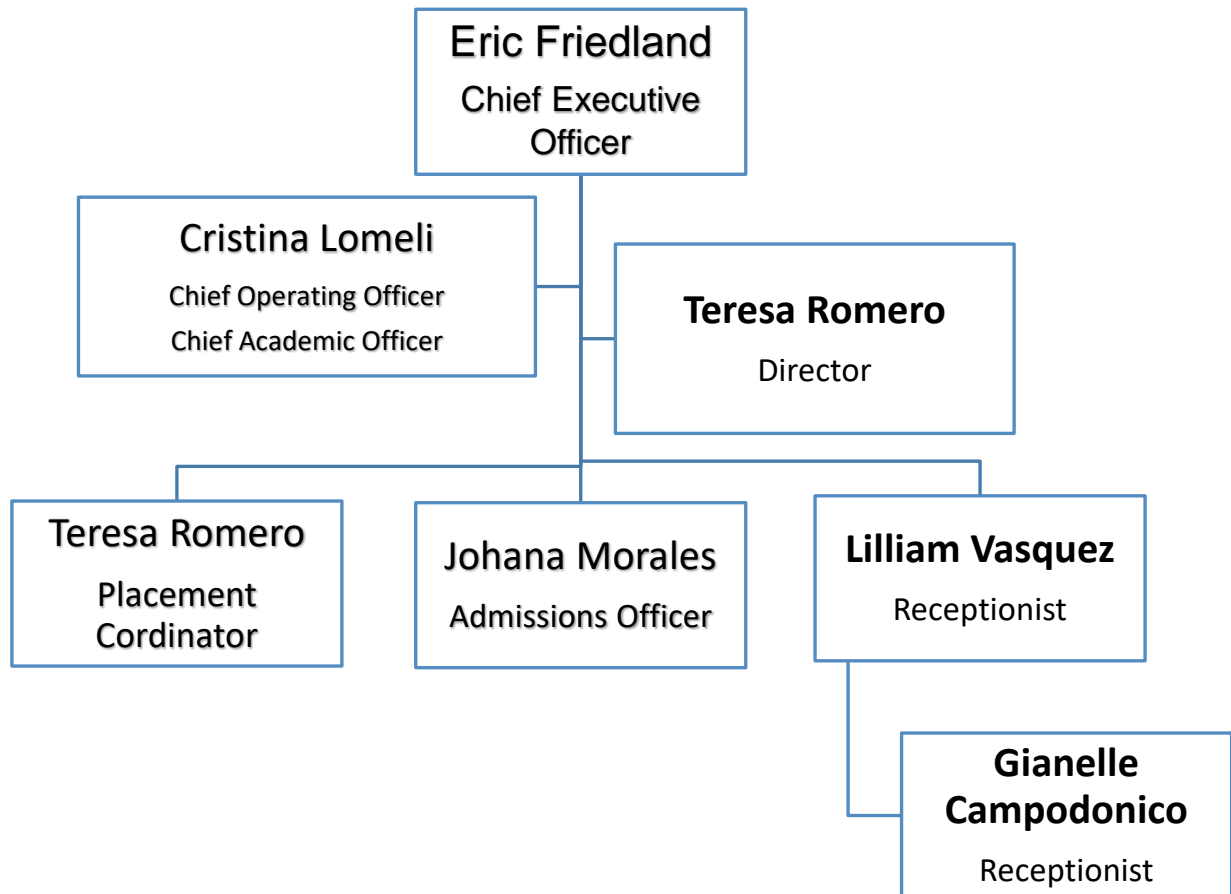 Eric Friedland
Chief Executive
Officer
Cristina Lomeli
Chief Operating Officer
Chief Academic Officer
Teresa Romero
Director
Teresa Romero
Placement
Cordinator
Johana Morales
Admissions Officer
Lilliam Vasquez
Receptionist
Gianelle
Campodonico
Receptionist